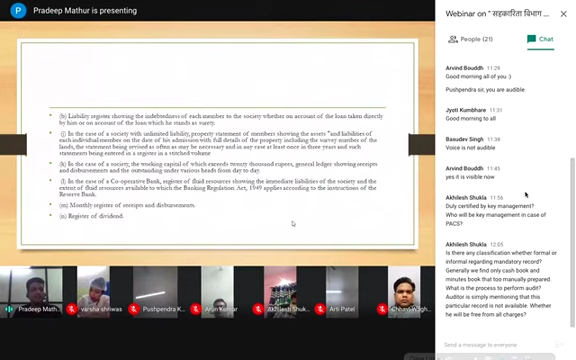 P Pradeep Mathur is presenting
(b) Liability register showing the indebtedness of each member to the society whether on account of the loan taken directly
by him or on account of the loan which he stands as surety.
(j) In the case of a society with unlimited liability, property statement of members showing the assets "and liabilities of
each individual member on the date of his admission with full details of the property including the survey number of the
lands, the statement being revised as often as may be necessary and in any case at least once in three years and such
statements being entered in a register in a stitched volume
(k) In the case of a society, the working capital of which exceeds twenty thousand rupees, general ledger showing receipts
and disbursements and the outstanding under various heads from day to day.
(l) In the case of a Co-operative Bank, register of fluid resources showing the immediate liabilities of the society and the
extent of fluid resources available to which the Banking Regulation Act, 1949 applies according to the instructions of the
Reserve Bank.
(m) Monthly register of receipts and disbursements.
(n) Register of dividend.
Pradeep Math...
varsha shriwas
Pushpendra K...
Arun Kumar
Akhilesh Shuk...
Arti Patel
Chhavi Wagh...
Webinar on " सहकारिता विभाग
People (21)
Chat
Arvind Bouddh 11:29
Good morning all of you :)
Pushpendra sir, you are audible
Jyoti Kumbhare 11:31
Good morning to all
Basudev Singh 11:38
Voice is not audible
Arvind Bouddh 11:45
yes it is visible now
Akhilesh Shukla 11:56
Duly certified by key management?
Who will be key management in case of
PACS?
Akhilesh Shukla 12:05
Is there any classification whether formal or
informal regarding mandatory record?
Generally we find only cash book and
minutes book that too manually prepared.
What is the process to perform audit?
Auditor is simply mentioning that this
particular record is not available. Whether
he will be free from all charges?
Send a message to everyone